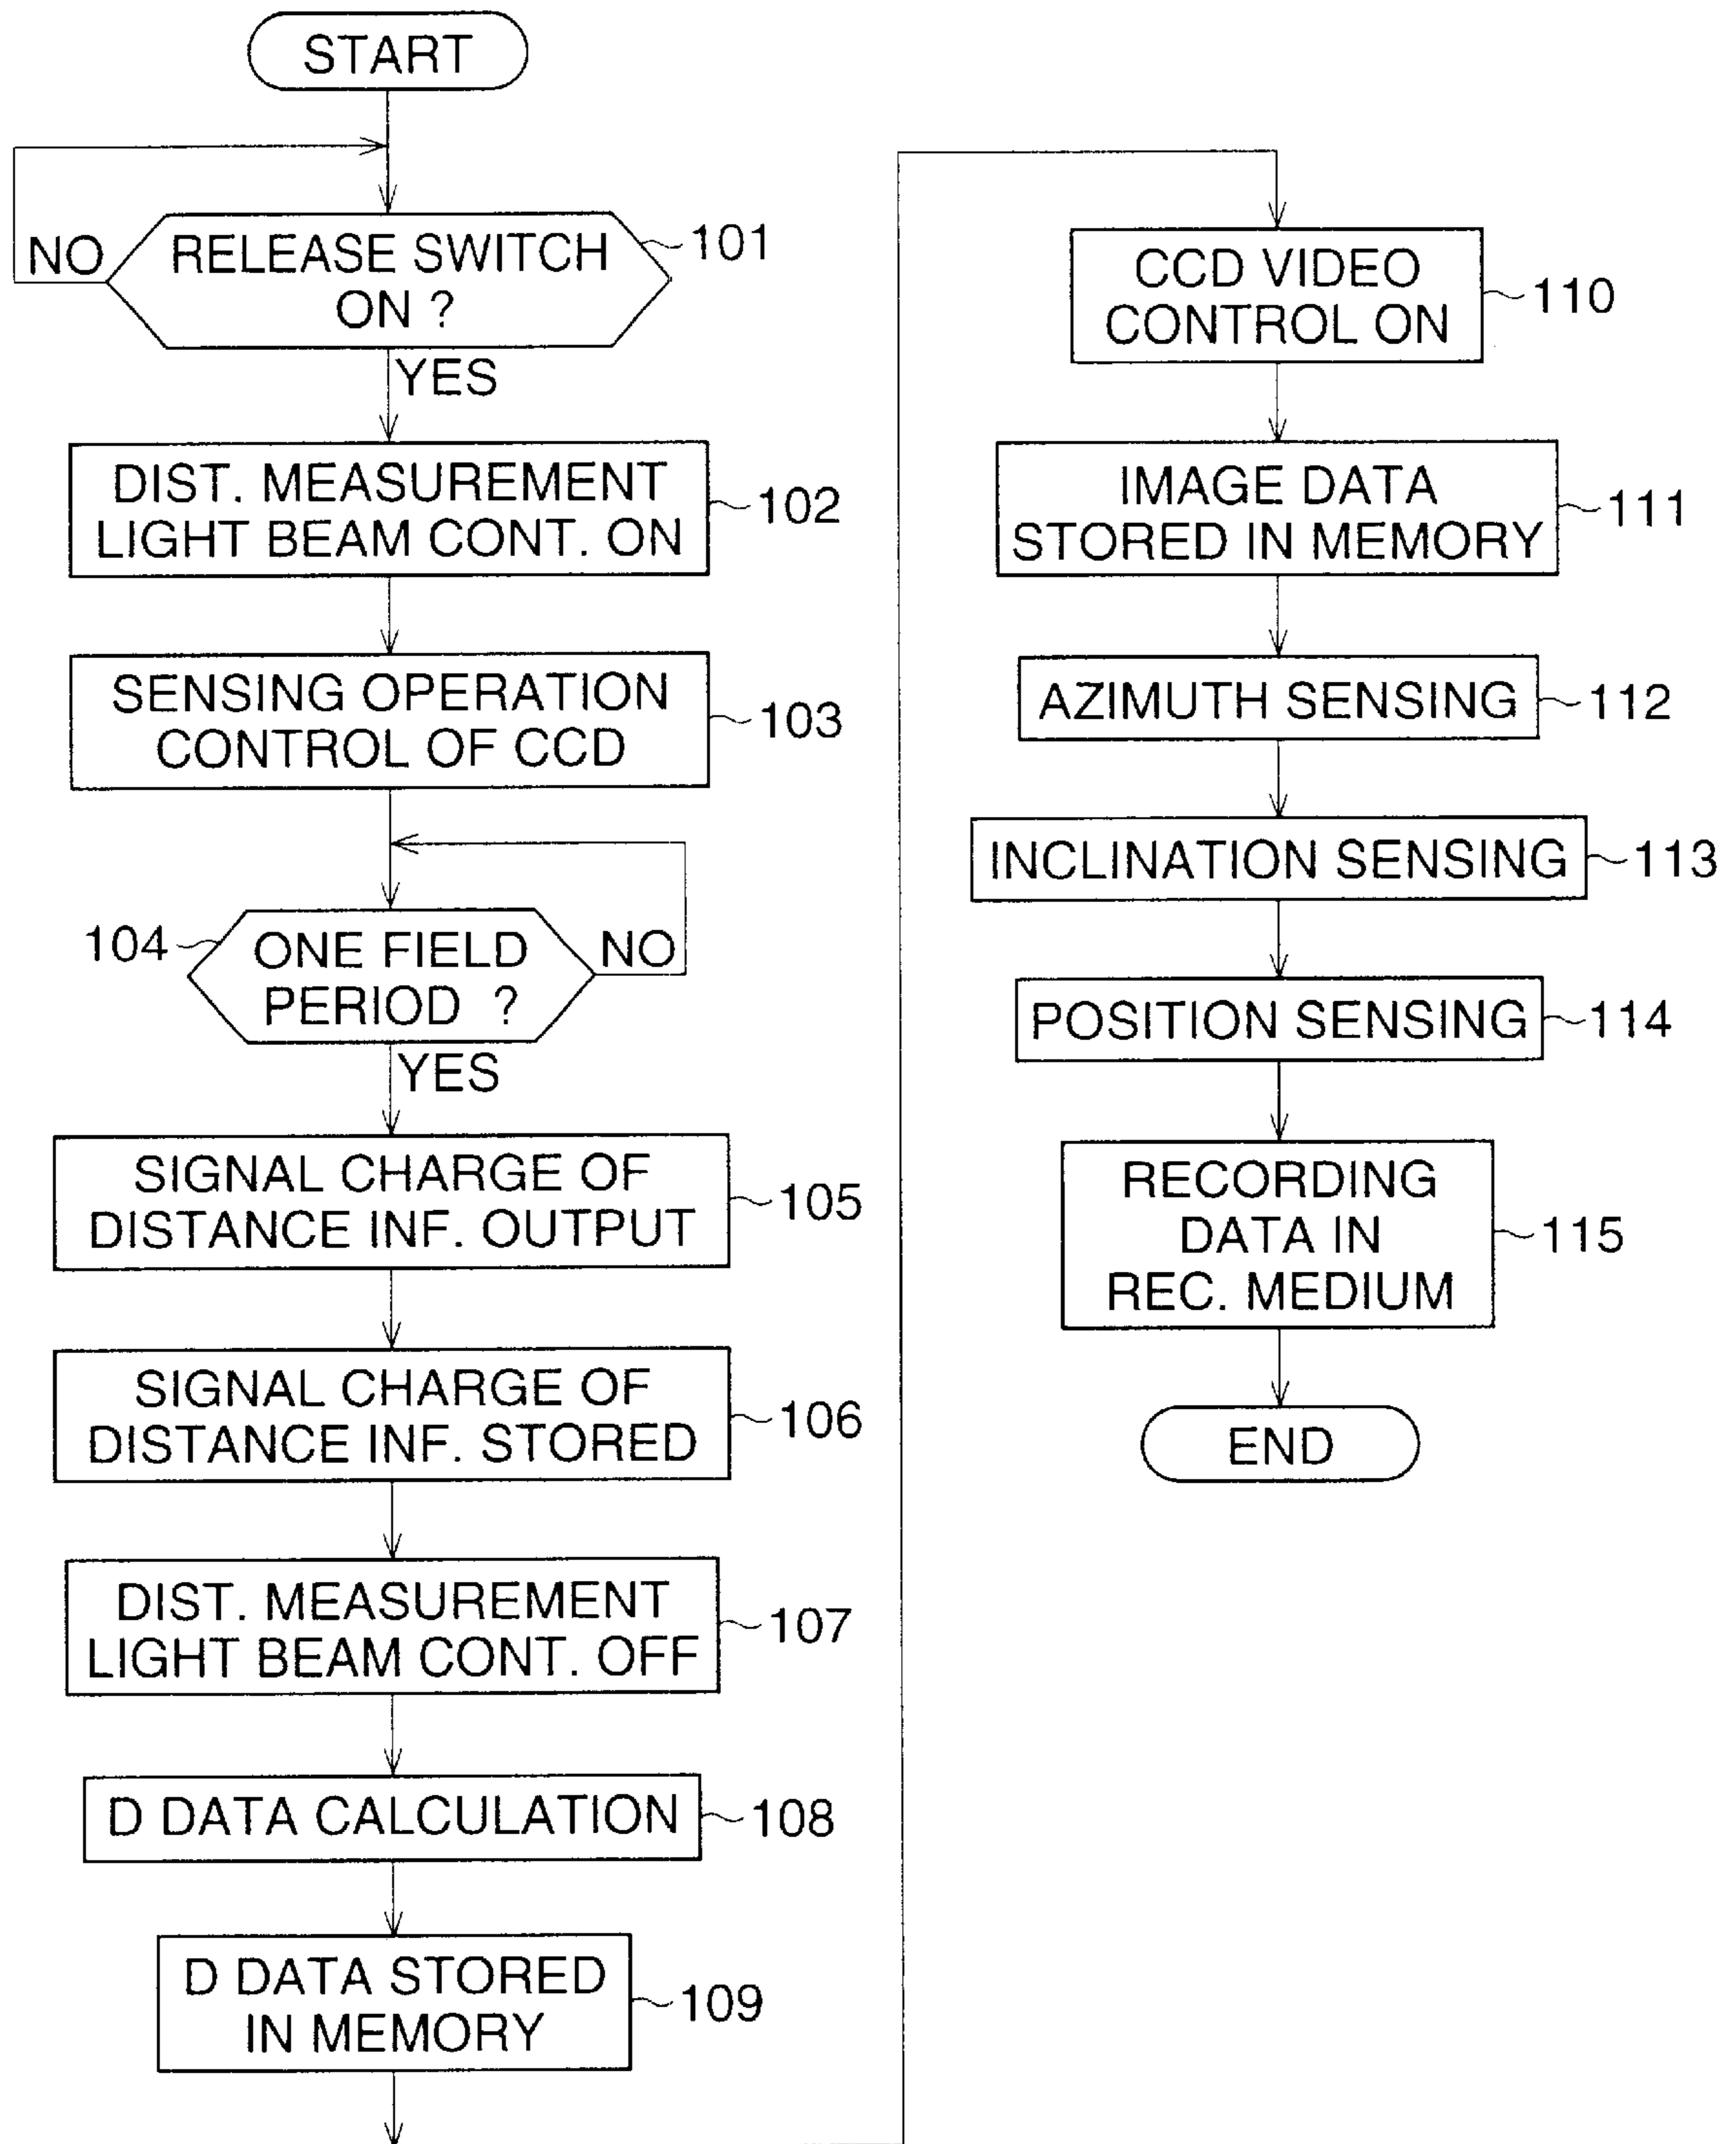 START
NO
RELEASE SWITCH
ON ?
101
YES
DIST. MEASUREMENT
LIGHT BEAM CONT. ON
102
SENSING OPERATION
CONTROL OF CCD
103
104
ONE FIELD
PERIOD ?
NO
YES
SIGNAL CHARGE OF
DISTANCE INF. OUTPUT
105
SIGNAL CHARGE OF
DISTANCE INF. STORED
106
DIST. MEASUREMENT
LIGHT BEAM CONT. OFF
107
D DATA CALCULATION
108
D DATA STORED
IN MEMORY
109
CCD VIDEO
CONTROL ON
110
IMAGE DATA
STORED IN MEMORY
111
AZIMUTH SENSING
112
INCLINATION SENSING
113
POSITION SENSING
114
RECORDING
DATA IN
REC. MEDIUM
115
END